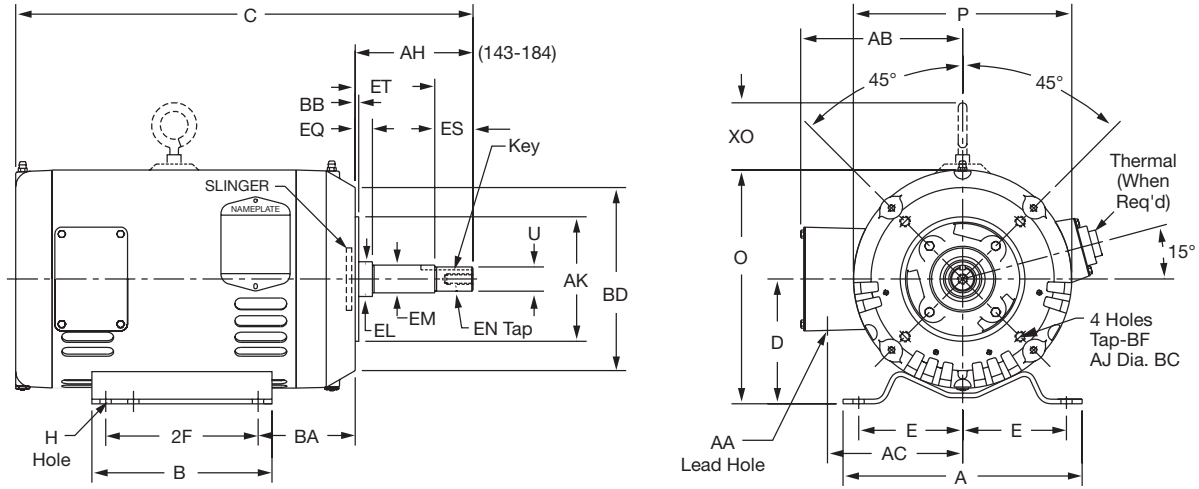 C
AH (143-184)
ET
BB
EQ
ES
Key
SLINGER
NAMEPLATE
U
AK
BD
EL
EM
EN Tap
H
Hole
2F
BA
B
P
AB
45°
45°
XO
Thermal
(When
Req'd)
15°
O
D
4 Holes
Tap-BF
AJ Dia. BC
E
E
AA
Lead Hole
AC
A